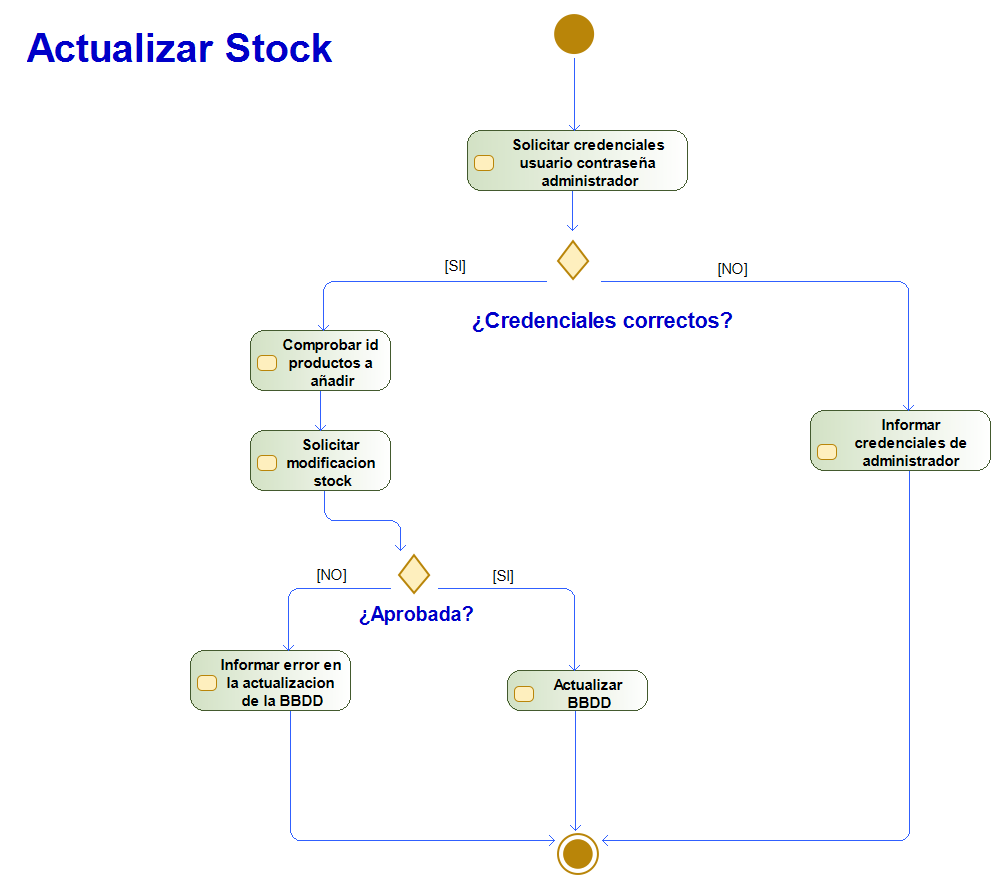 Actualizar Stock
Solicitar credenciales
usuario contraseña
administrador
[SI]
[NO]
¿Credenciales correctos?
Comprobar id
productos a
añadir
Informar
credenciales de
administrador
Solicitar
modificacion
stock
[NO]
[SI]
¿Aprobada?
Informar error en
la actualizacion
de la BBDD
Actualizar
BBDD